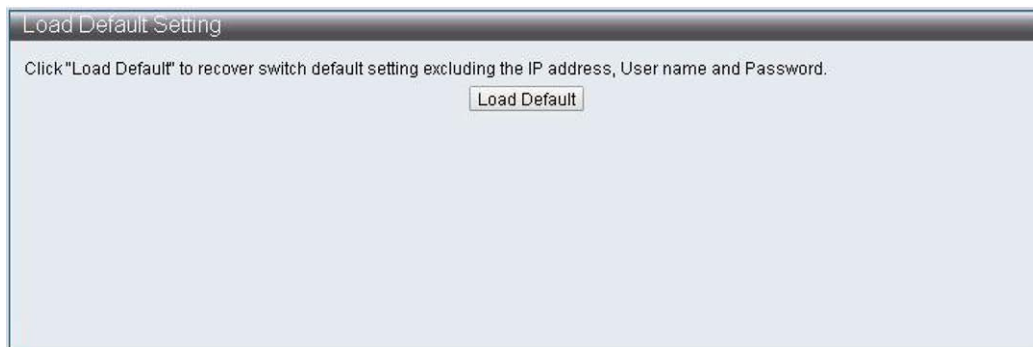 Load Default Setting
Click "Load Default" to recover switch default setting excluding the IP address, User name and Password.
Load Default